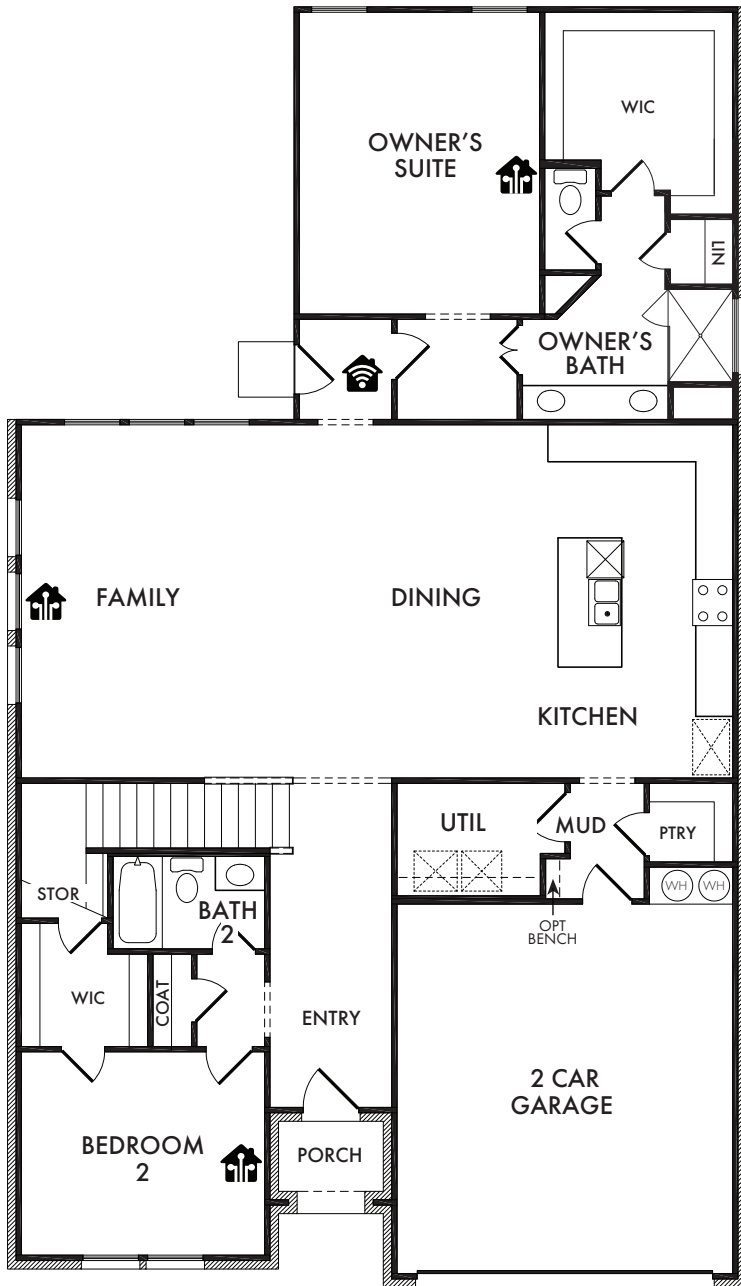 WIC
OWNER'S
SUITE
LIN
OWNER'S
BATH
FAMILY
DINING
KITCHEN
UTIL
MUD
PTRY
WH
WH
STOR
BATH
2
OPT
BENCH
WIC
COAT
ENTRY
2 CAR
GARAGE
BEDROOM
2
PORCH